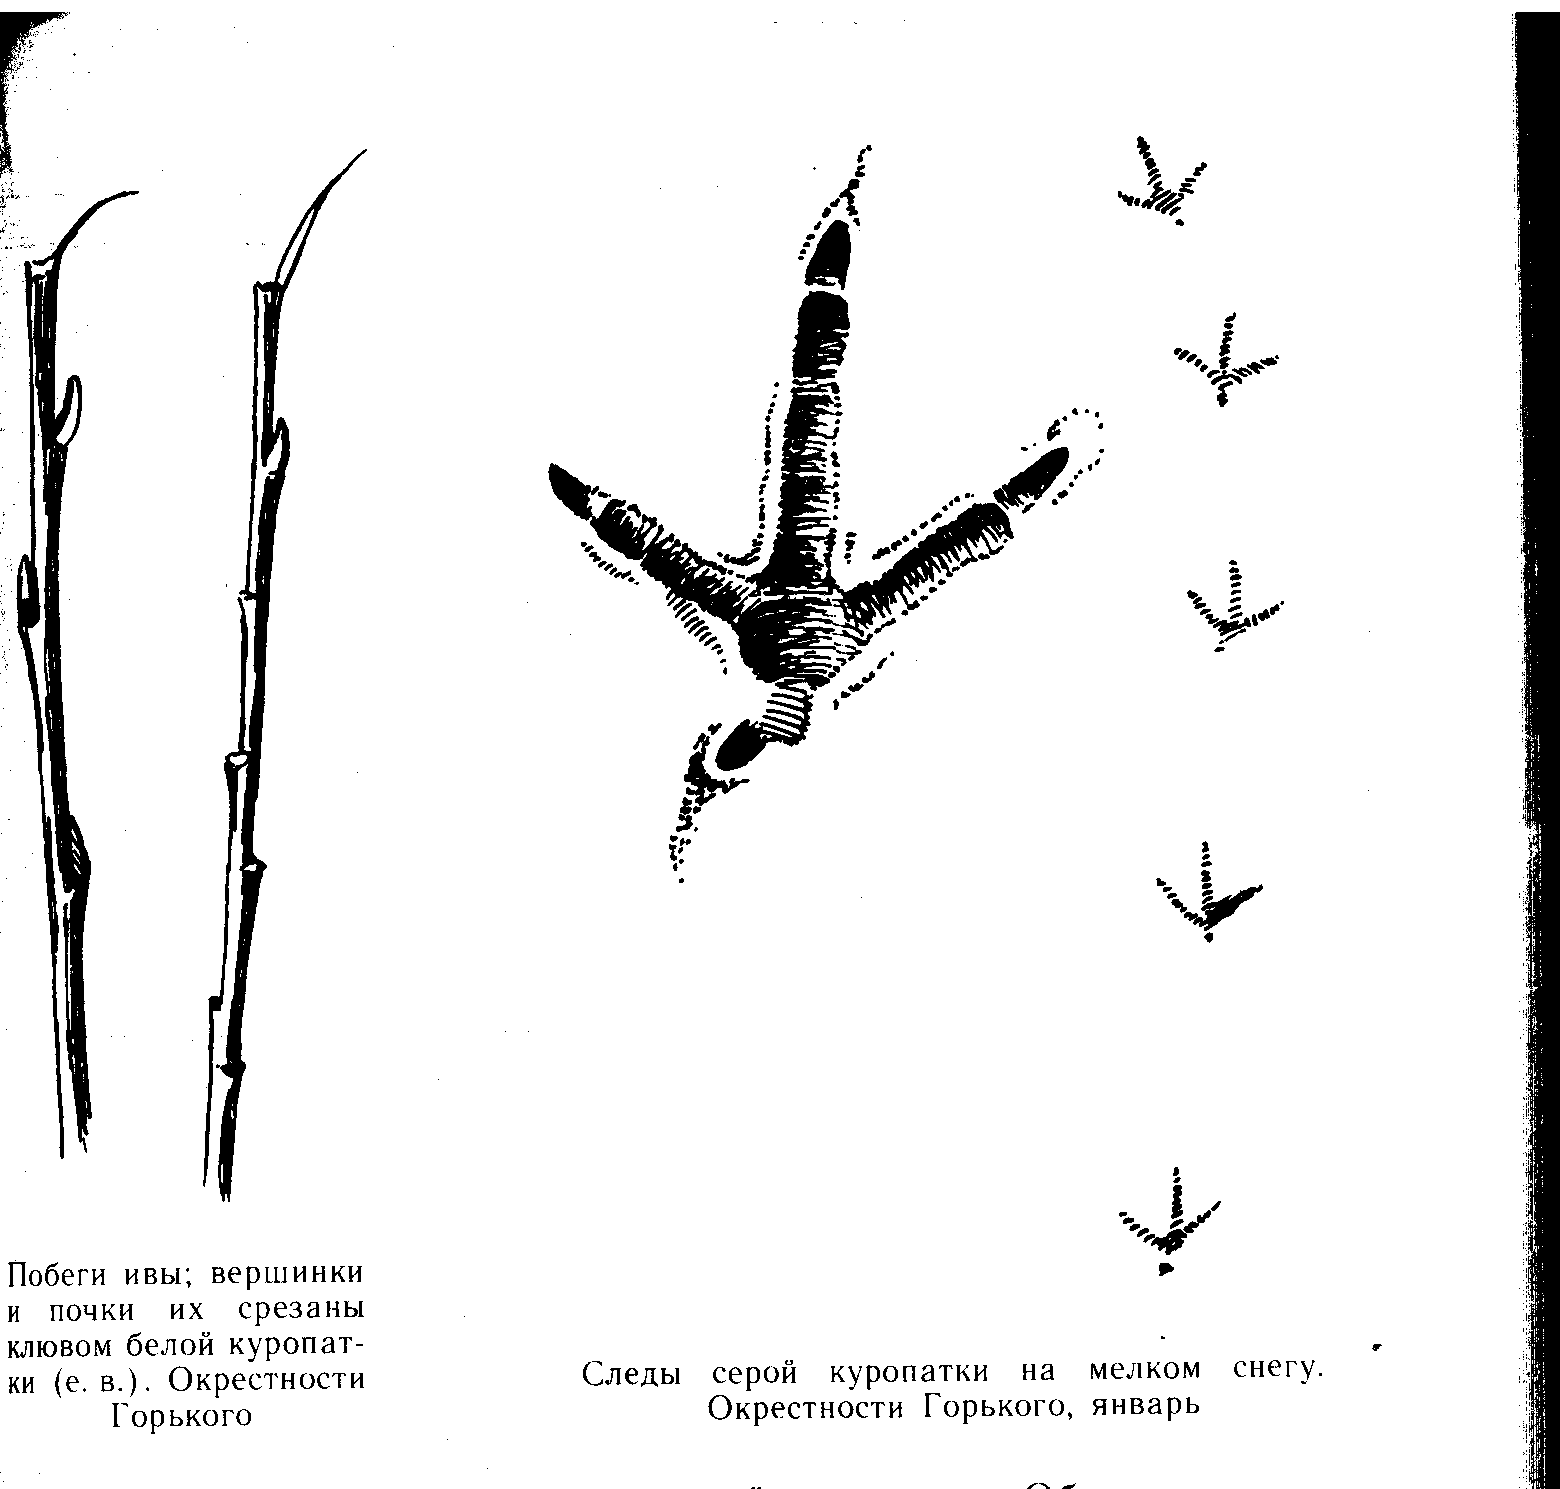 Побеги ивы; вершинки
и почки их срезаны
клювом белой куропат-
ки (е. в.). Окрестности
Горького
Следы серой куропатки на мелком снегу.
Окрестности Горького, январь